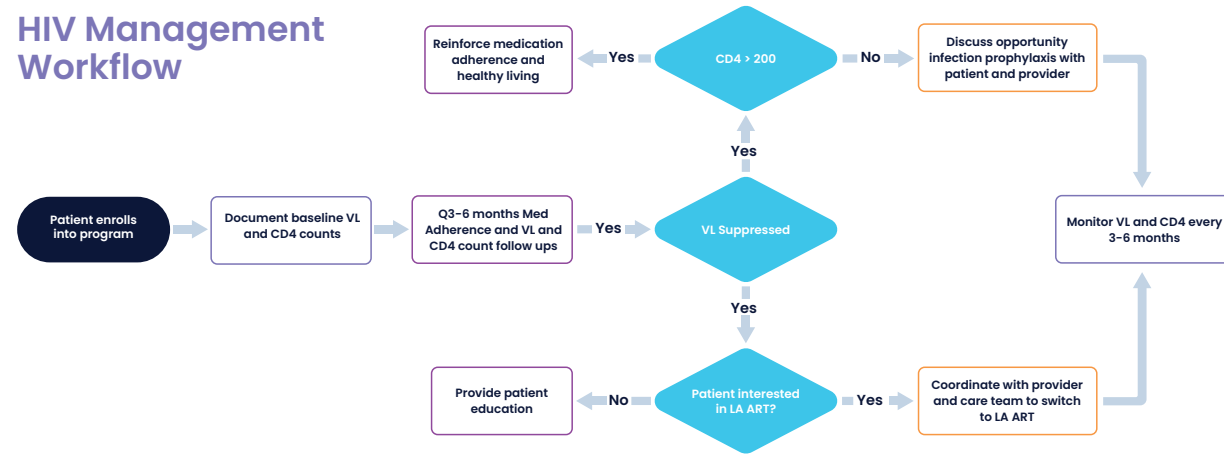 HIV Management
Workflow
Reinforce medication
adherence and
healthy living
Yes
CD4 > 200
No
Discuss opportunity
infection prophylaxis with
patient and provider
Yes
Patient enrolls
into program
Document baseline VL
and CD4 counts
Q3-6 months Med
Adherence and VL and
CD4 count follow ups
Yes
VL Suppressed
Monitor VL and CD4 every
3-6 months
Yes
Provide patient
education
No
Patient interested
in LA ART?
Yes
Coordinate with provider
and care team to switch
to LA ART